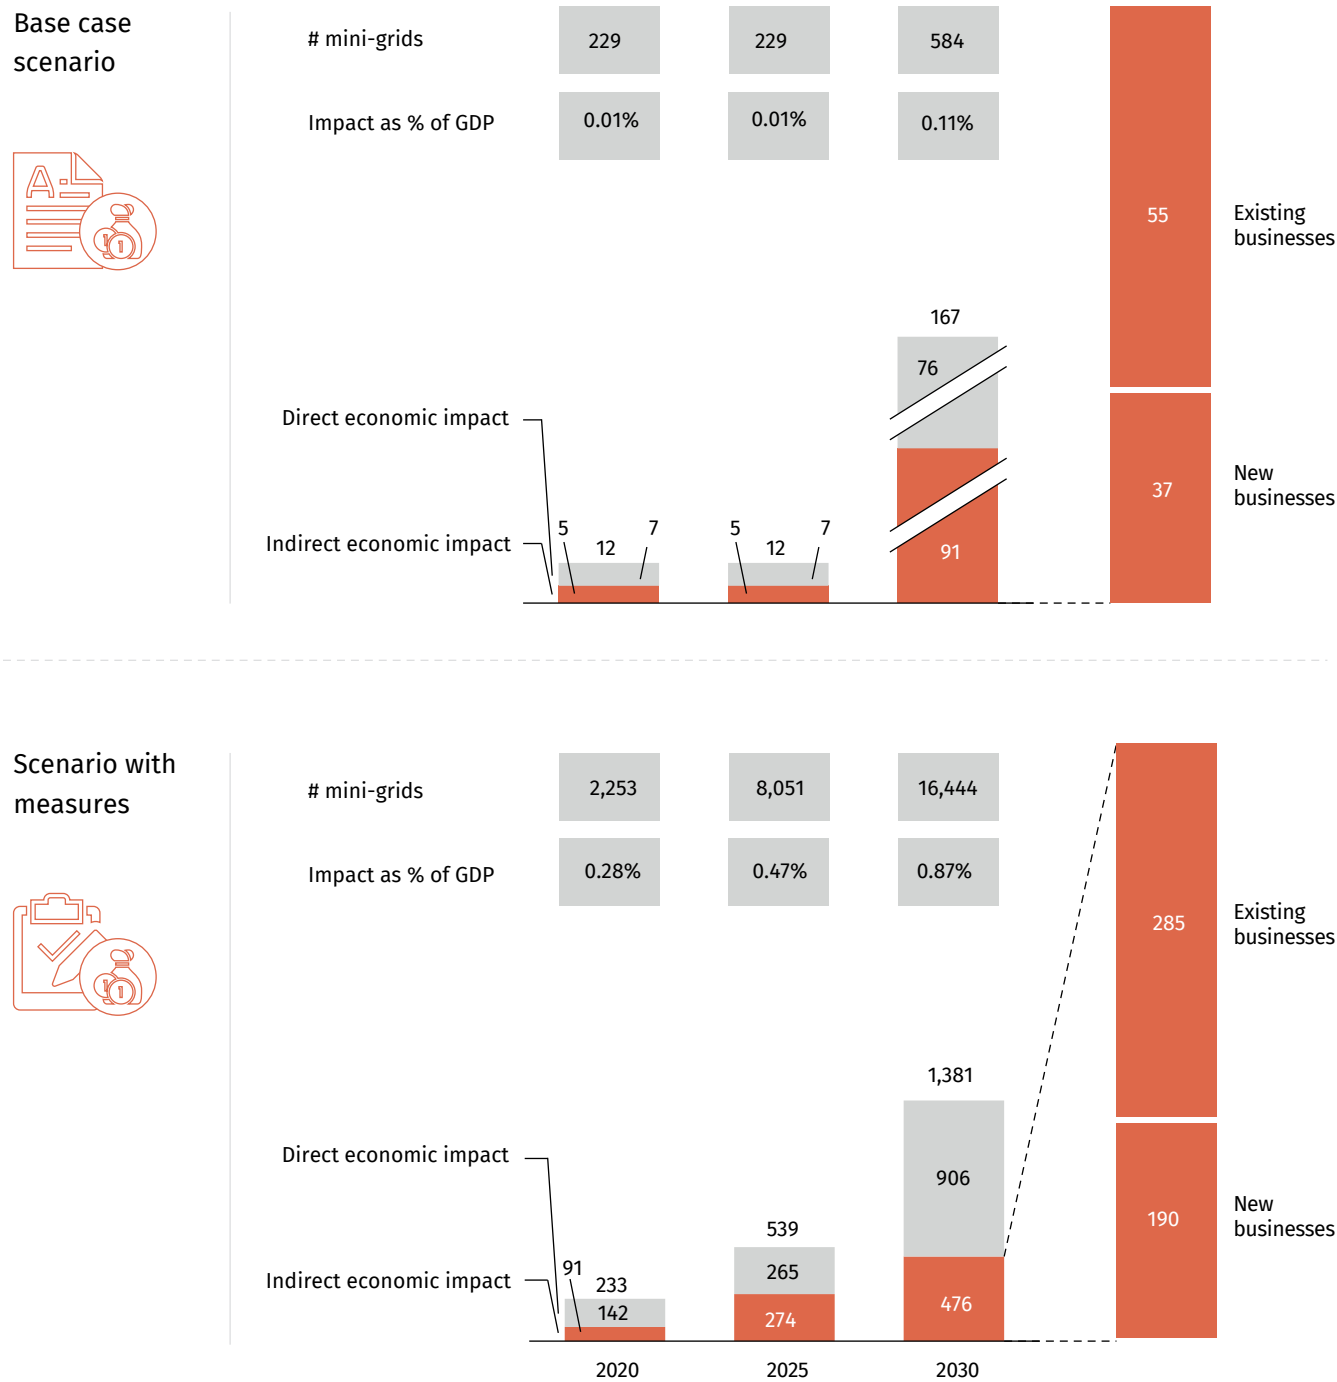 Base case
scenario
# mini-grids
229
229
584
Impact as % of GDP
0.01%
0.01%
0.11%
A
1
1
55
Existing
businesses
167
76
Direct economic impact
37
New
businesses
5
7
12
5
7
12
Indirect economic impact
91
Scenario with
measures
# mini-grids
2,253
8,051
16,444
Impact as % of GDP
0.28%
0.47%
0.87%
1
1
285
Existing
businesses
1,381
906
Direct economic impact
190
New
businesses
539
265
91
233
142
Indirect economic impact
274
476
2020
2025
2030